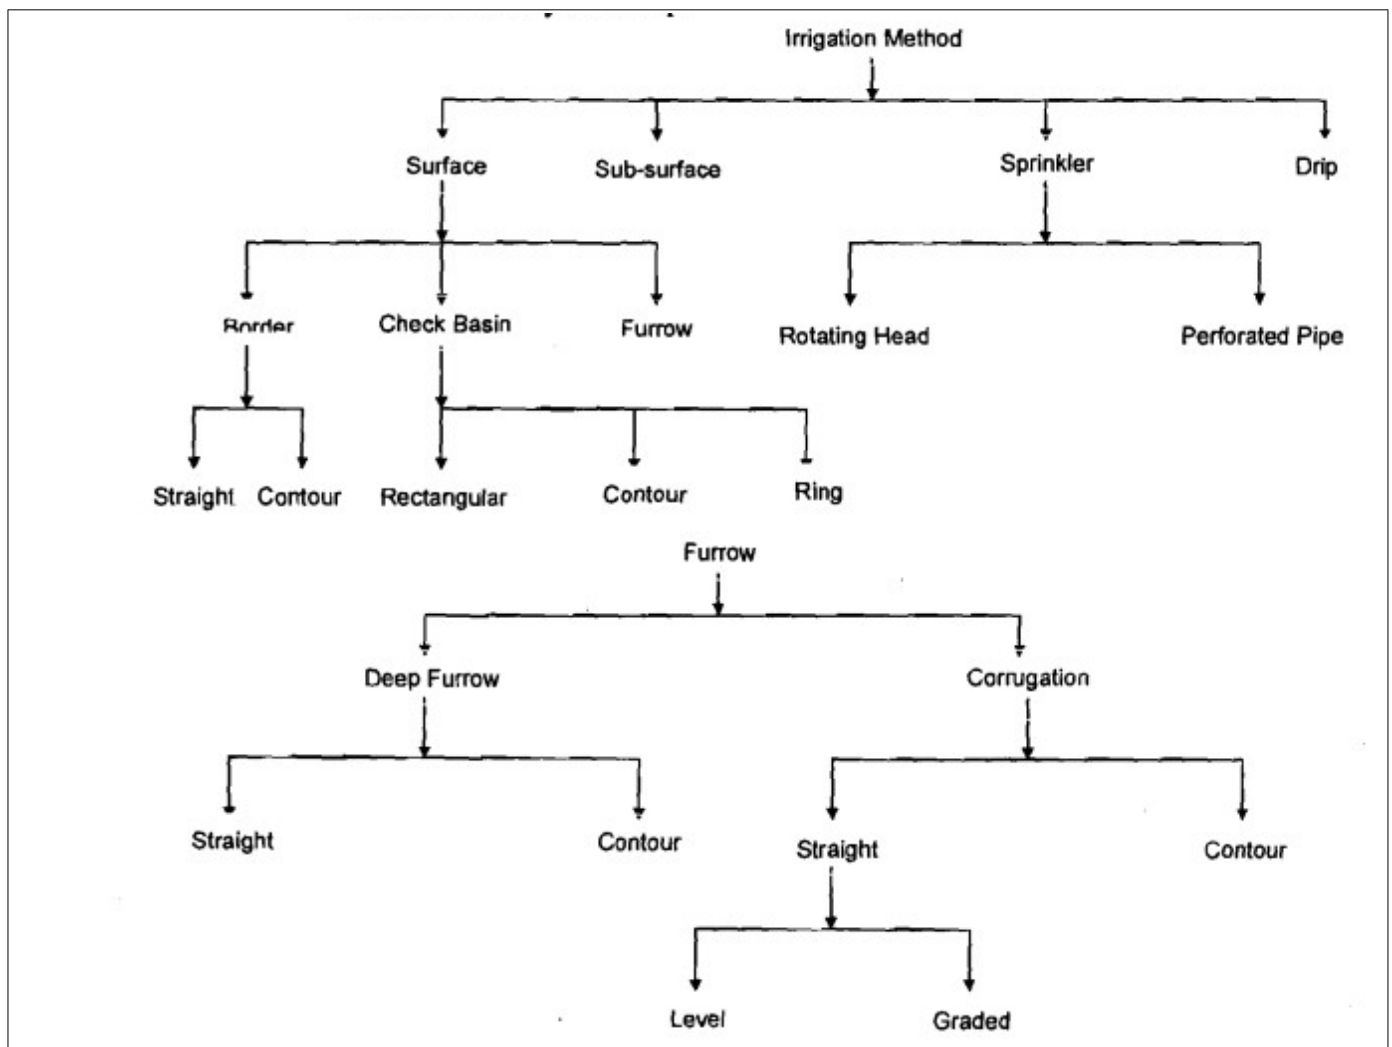 Irrigation Method
Surface Sub-surface Sprinkler Drip
Border Check Basin Furrow Rotating Head Perforated Pipe
Straight Contour Rectangular Contour Ring
Furrow
Deep Furrow Corrugation
Straight Contour Straight Contour
Level Graded